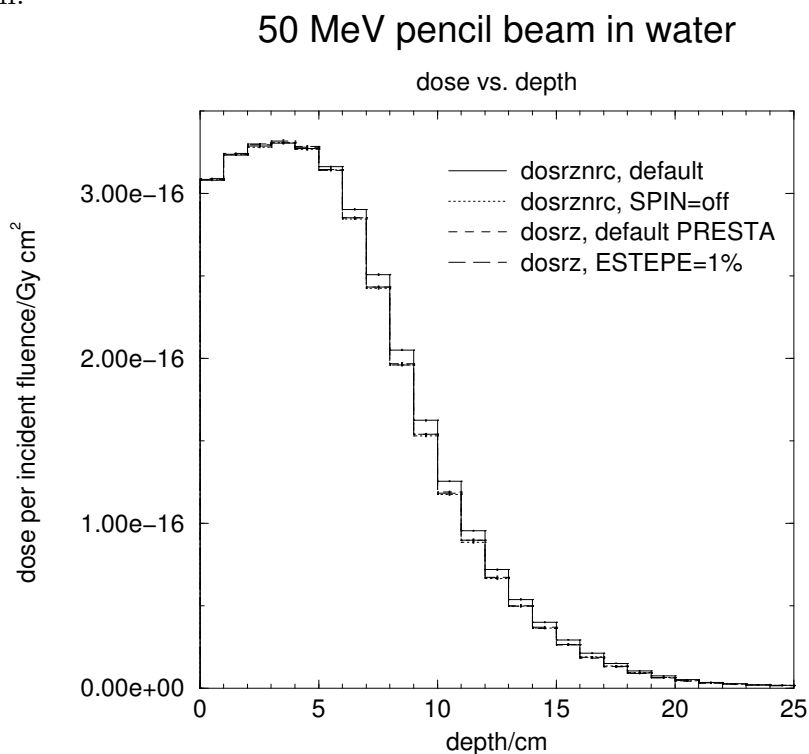 50 MeV pencil beam in water
dose vs. depth
dosrznrc, default
dosrznrc, SPIN=off
dosrz, default PRESTA
dosrz, ESTEPE=1%
dose per incident fluence/Gy cm²
3.00e−16
2.00e−16
1.00e−16
0.00e+00
0 5 10 15 20 25
depth/cm